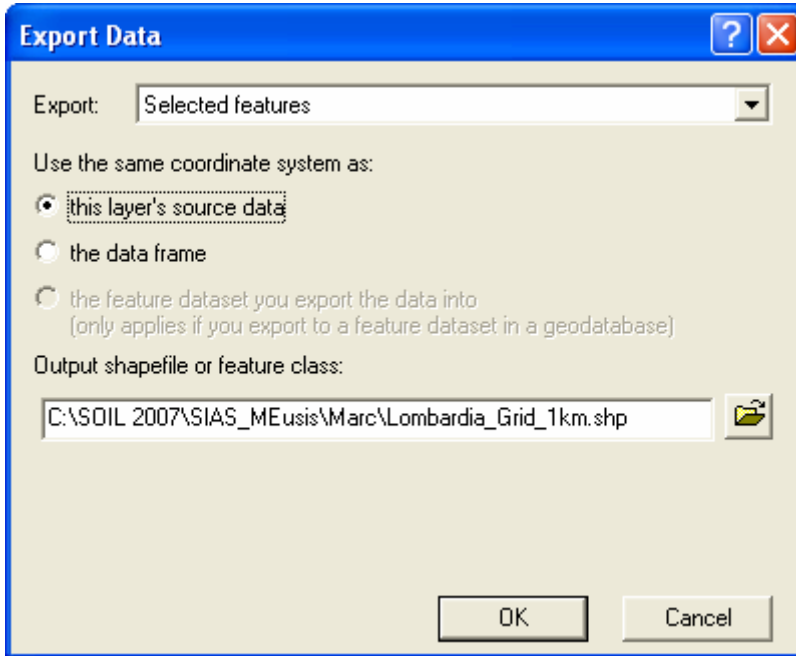 Export Data
Export: Selected features
Use the same coordinate system as:
this layer's source data
the data frame
the feature dataset you export the data into
(only applies if you export to a feature dataset in a geodatabase)
Output shapefile or feature class:
C:\SOIL 2007\SIAS_MEusis\Marc\Lombardia_Grid_1km.shp
OK Cancel